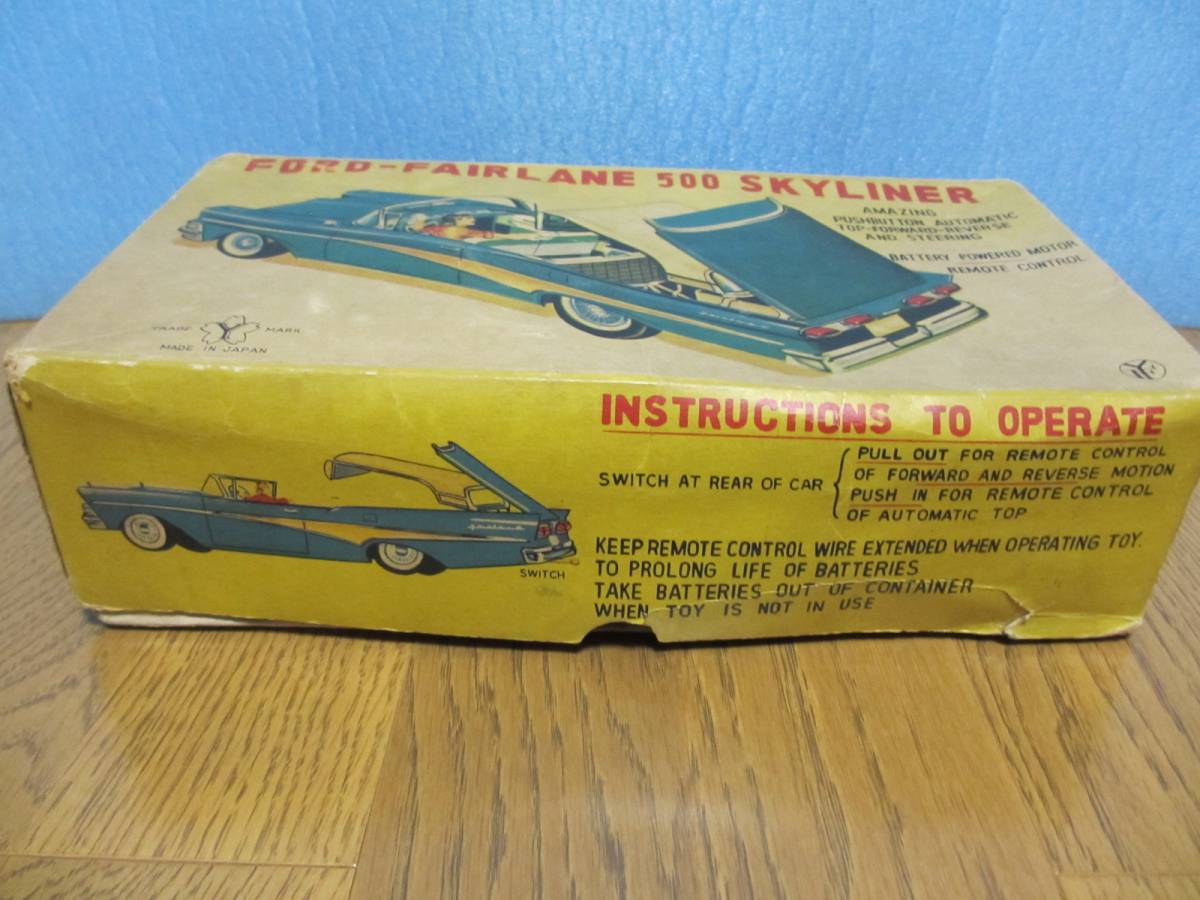 FORD-FAIRLANE 500 SKYLINER
AMAZING
PUSHBUTTON AUTOMATIC
TOP-FORWARD-REVERSE
AND STEERING
BATTERY POWERED MOTOR
REMOTE CONTROL
TRADE MARK
MADE IN JAPAN
INSTRUCTIONS TO OPERATE
SWITCH AT REAR OF CAR
PULL OUT FOR REMOTE CONTROL
OF FORWARD AND REVERSE MOTION
PUSH IN FOR REMOTE CONTROL
OF AUTOMATIC TOP
SWITCH
KEEP REMOTE CONTROL WIRE EXTENDED WHEN OPERATING TOY.
TO PROLONG LIFE OF BATTERIES
TAKE BATTERIES OUT OF CONTAINER
WHEN TOY IS NOT IN USE